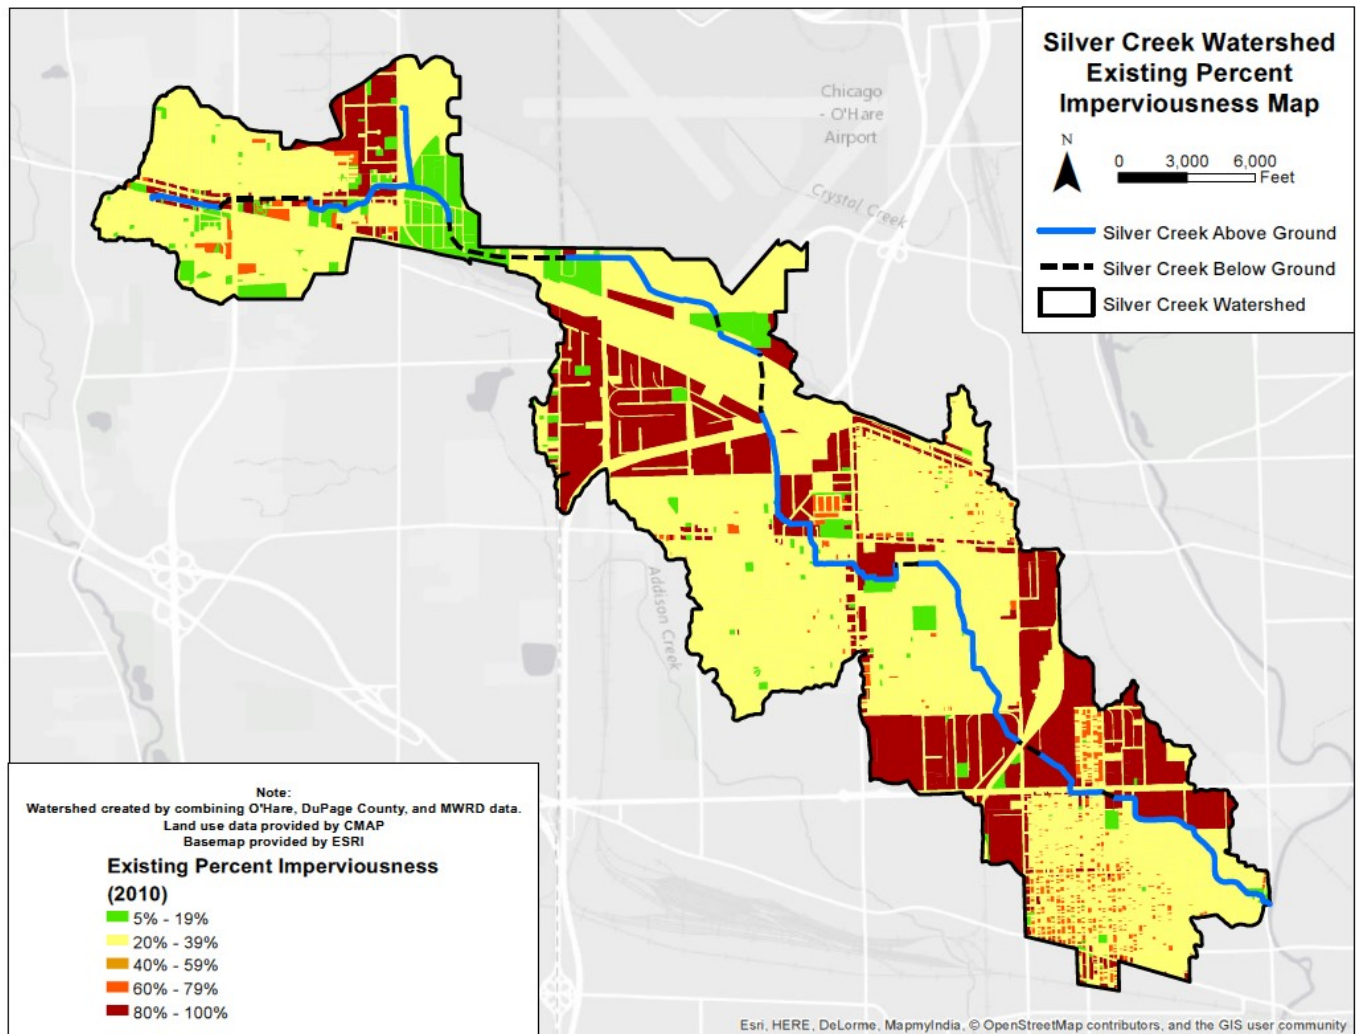 Silver Creek Watershed
Existing Percent
Imperviousness Map
N
0 3,000 6,000
Feet
Silver Creek Above Ground
Silver Creek Below Ground
Silver Creek Watershed
Chicago
- O'Hare
Airport
Crystal Creek
Addison Creek
Note:
Watershed created by combining O'Hare, DuPage County, and MWRD data.
Land use data provided by CMAP
Basemap provided by ESRI
Existing Percent Imperviousness
(2010)
5% - 19%
20% - 39%
40% - 59%
60% - 79%
80% - 100%
Esri, HERE, DeLorme, MapmyIndia, © OpenStreetMap contributors, and the GIS user community